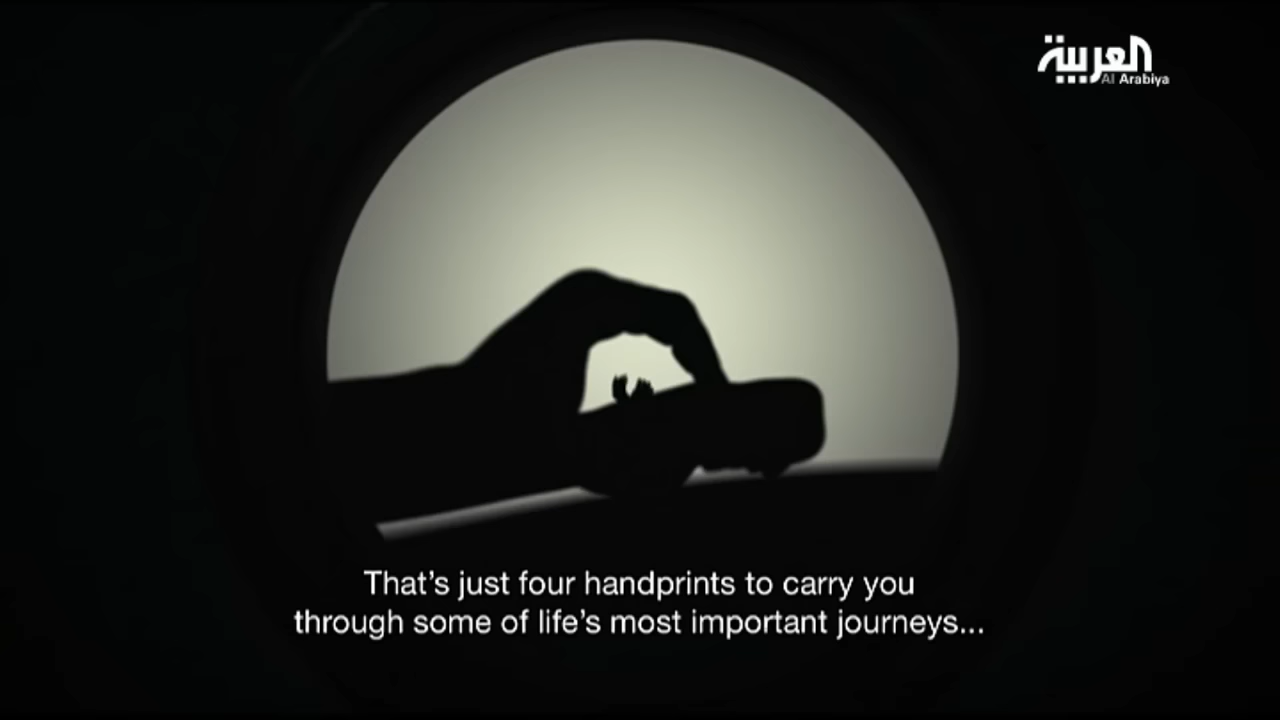 العربية
Al Arabiya
That's just four handprints to carry you
through some of life's most important journeys...